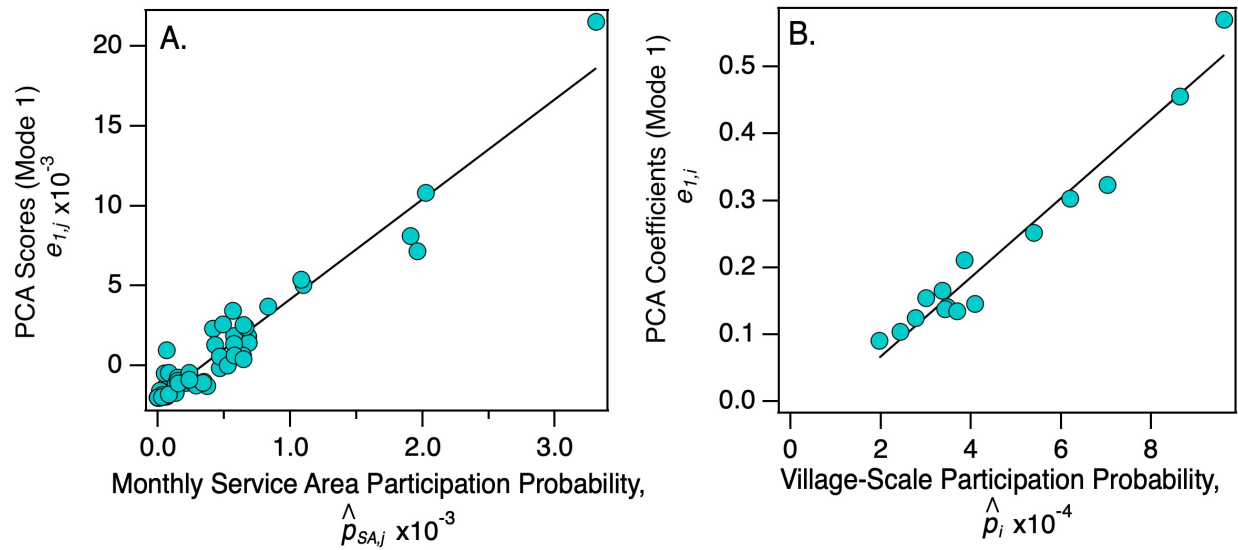 A.
PCA Scores (Mode 1)
e1,j x10-3
20
15
10
5
0
0.0 1.0 2.0 3.0
Monthly Service Area Participation Probability,
p̂SA,j x10-3
B.
PCA Coefficients (Mode 1)
e1,i
0.5
0.4
0.3
0.2
0.1
0.0
0 2 4 6 8
Village-Scale Participation Probability,
p̂i x10-4